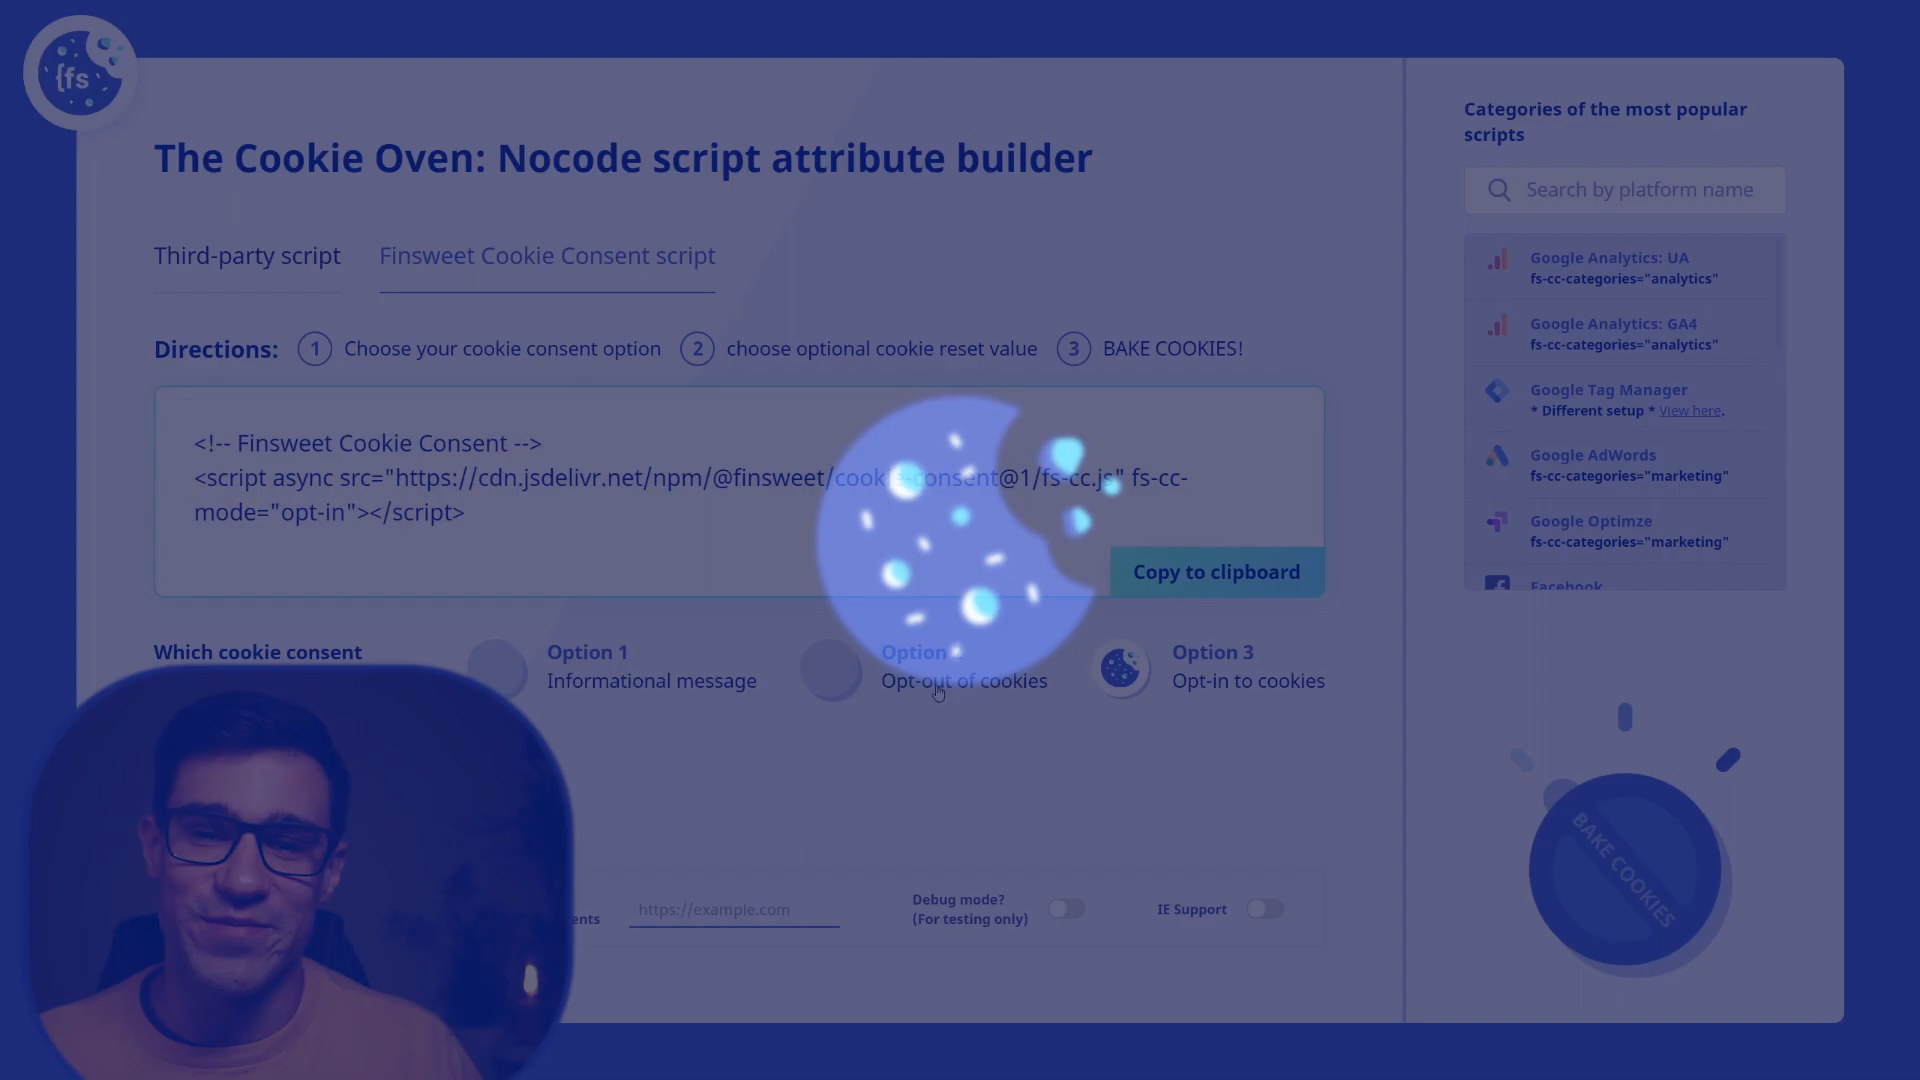 {fs
The Cookie Oven: Nocode script attribute builder
Third-party script
Finsweet Cookie Consent script
Directions:
1
Choose your cookie consent option
2
choose optional cookie reset value
3
BAKE COOKIES!
<!-- Finsweet Cookie Consent -->
<script async src="https://cdn.jsdelivr.net/npm/@finsweet/cookie-consent@1/fs-cc.js" fs-cc-
mode="opt-in"></script>
Copy to clipboard
Which cookie consent
Option 1
Informational message
Option
Opt-out of cookies
Option 3
Opt-in to cookies
ents
https://example.com
Debug mode?
(For testing only)
IE Support
Categories of the most popular
scripts
Search by platform name
Google Analytics: UA
fs-cc-categories="analytics"
Google Analytics: GA4
fs-cc-categories="analytics"
Google Tag Manager
* Different setup * View here.
Google AdWords
fs-cc-categories="marketing"
Google Optimze
fs-cc-categories="marketing"
Facebook
BAKE COOKIES